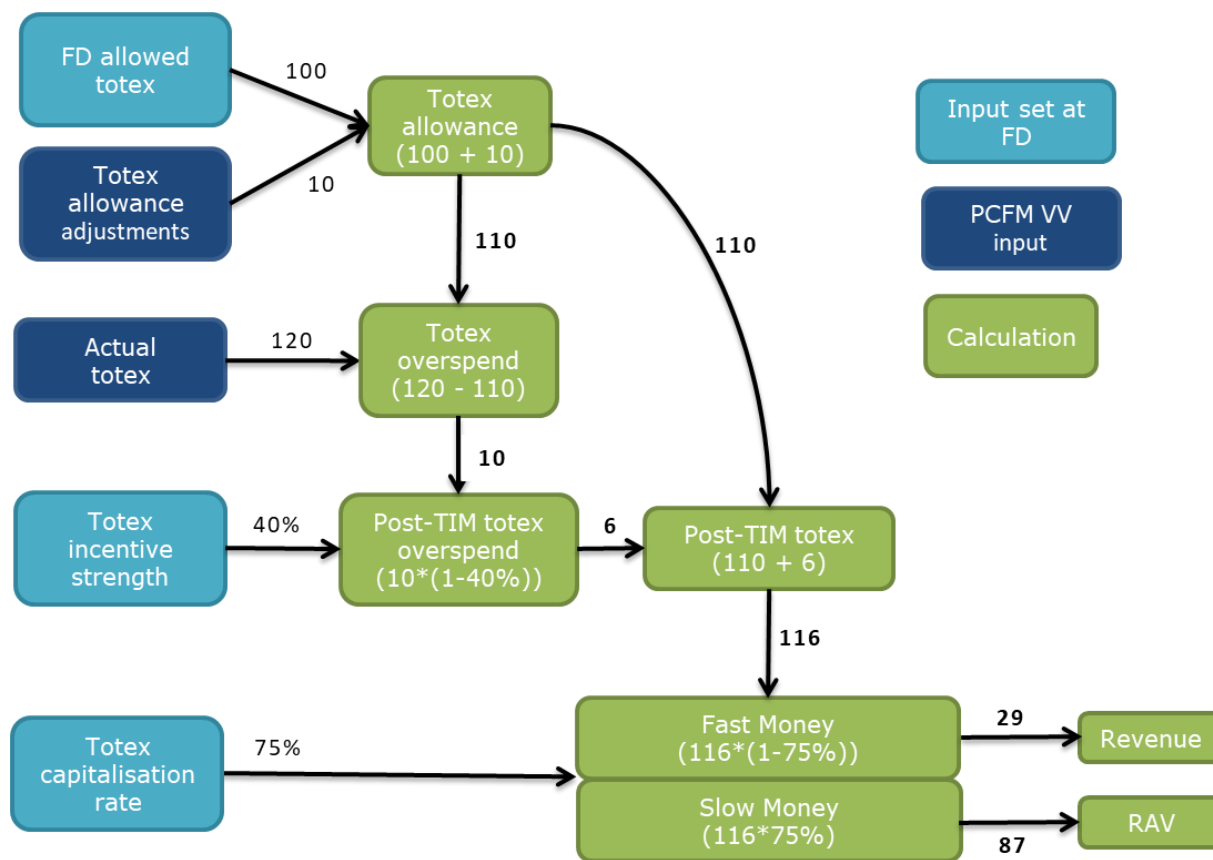 FD allowed
totex
100
Totex
allowance
(100 + 10)
Input set at
FD
Totex
allowance
adjustments
10
PCFM VV
input
110
110
Actual
totex
120
Totex
overspend
(120 - 110)
Calculation
10
Totex
incentive
strength
40%
Post-TIM totex
overspend
(10*(1-40%))
6
Post-TIM totex
(110 + 6)
116
Totex
capitalisation
rate
75%
Fast Money
(116*(1-75%))
29
Revenue
Slow Money
(116*75%)
87
RAV